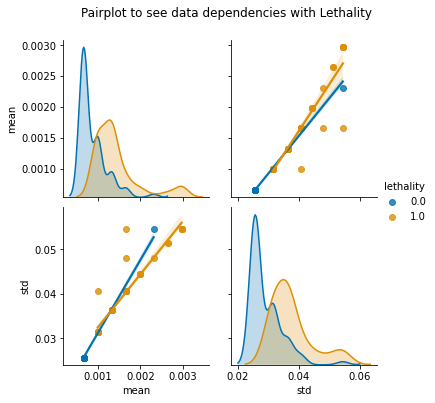 Pairplot to see data dependencies with Lethality
0.0030
0.0025
0.0020
0.0015
0.0010
mean
lethality
0.0
1.0
0.05
0.04
0.03
std
0.001 0.002 0.003
mean
0.02 0.04 0.06
std